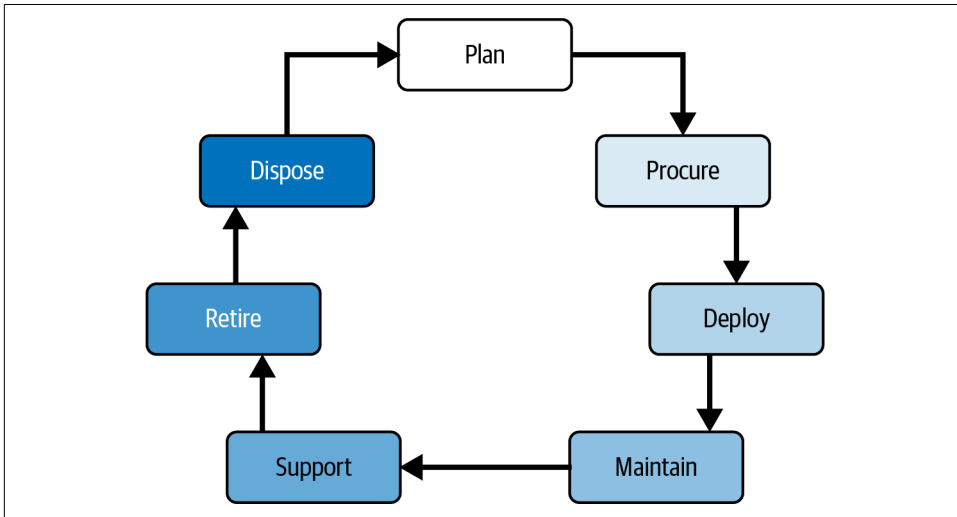 Plan
Procure
Deploy
Maintain
Support
Retire
Dispose